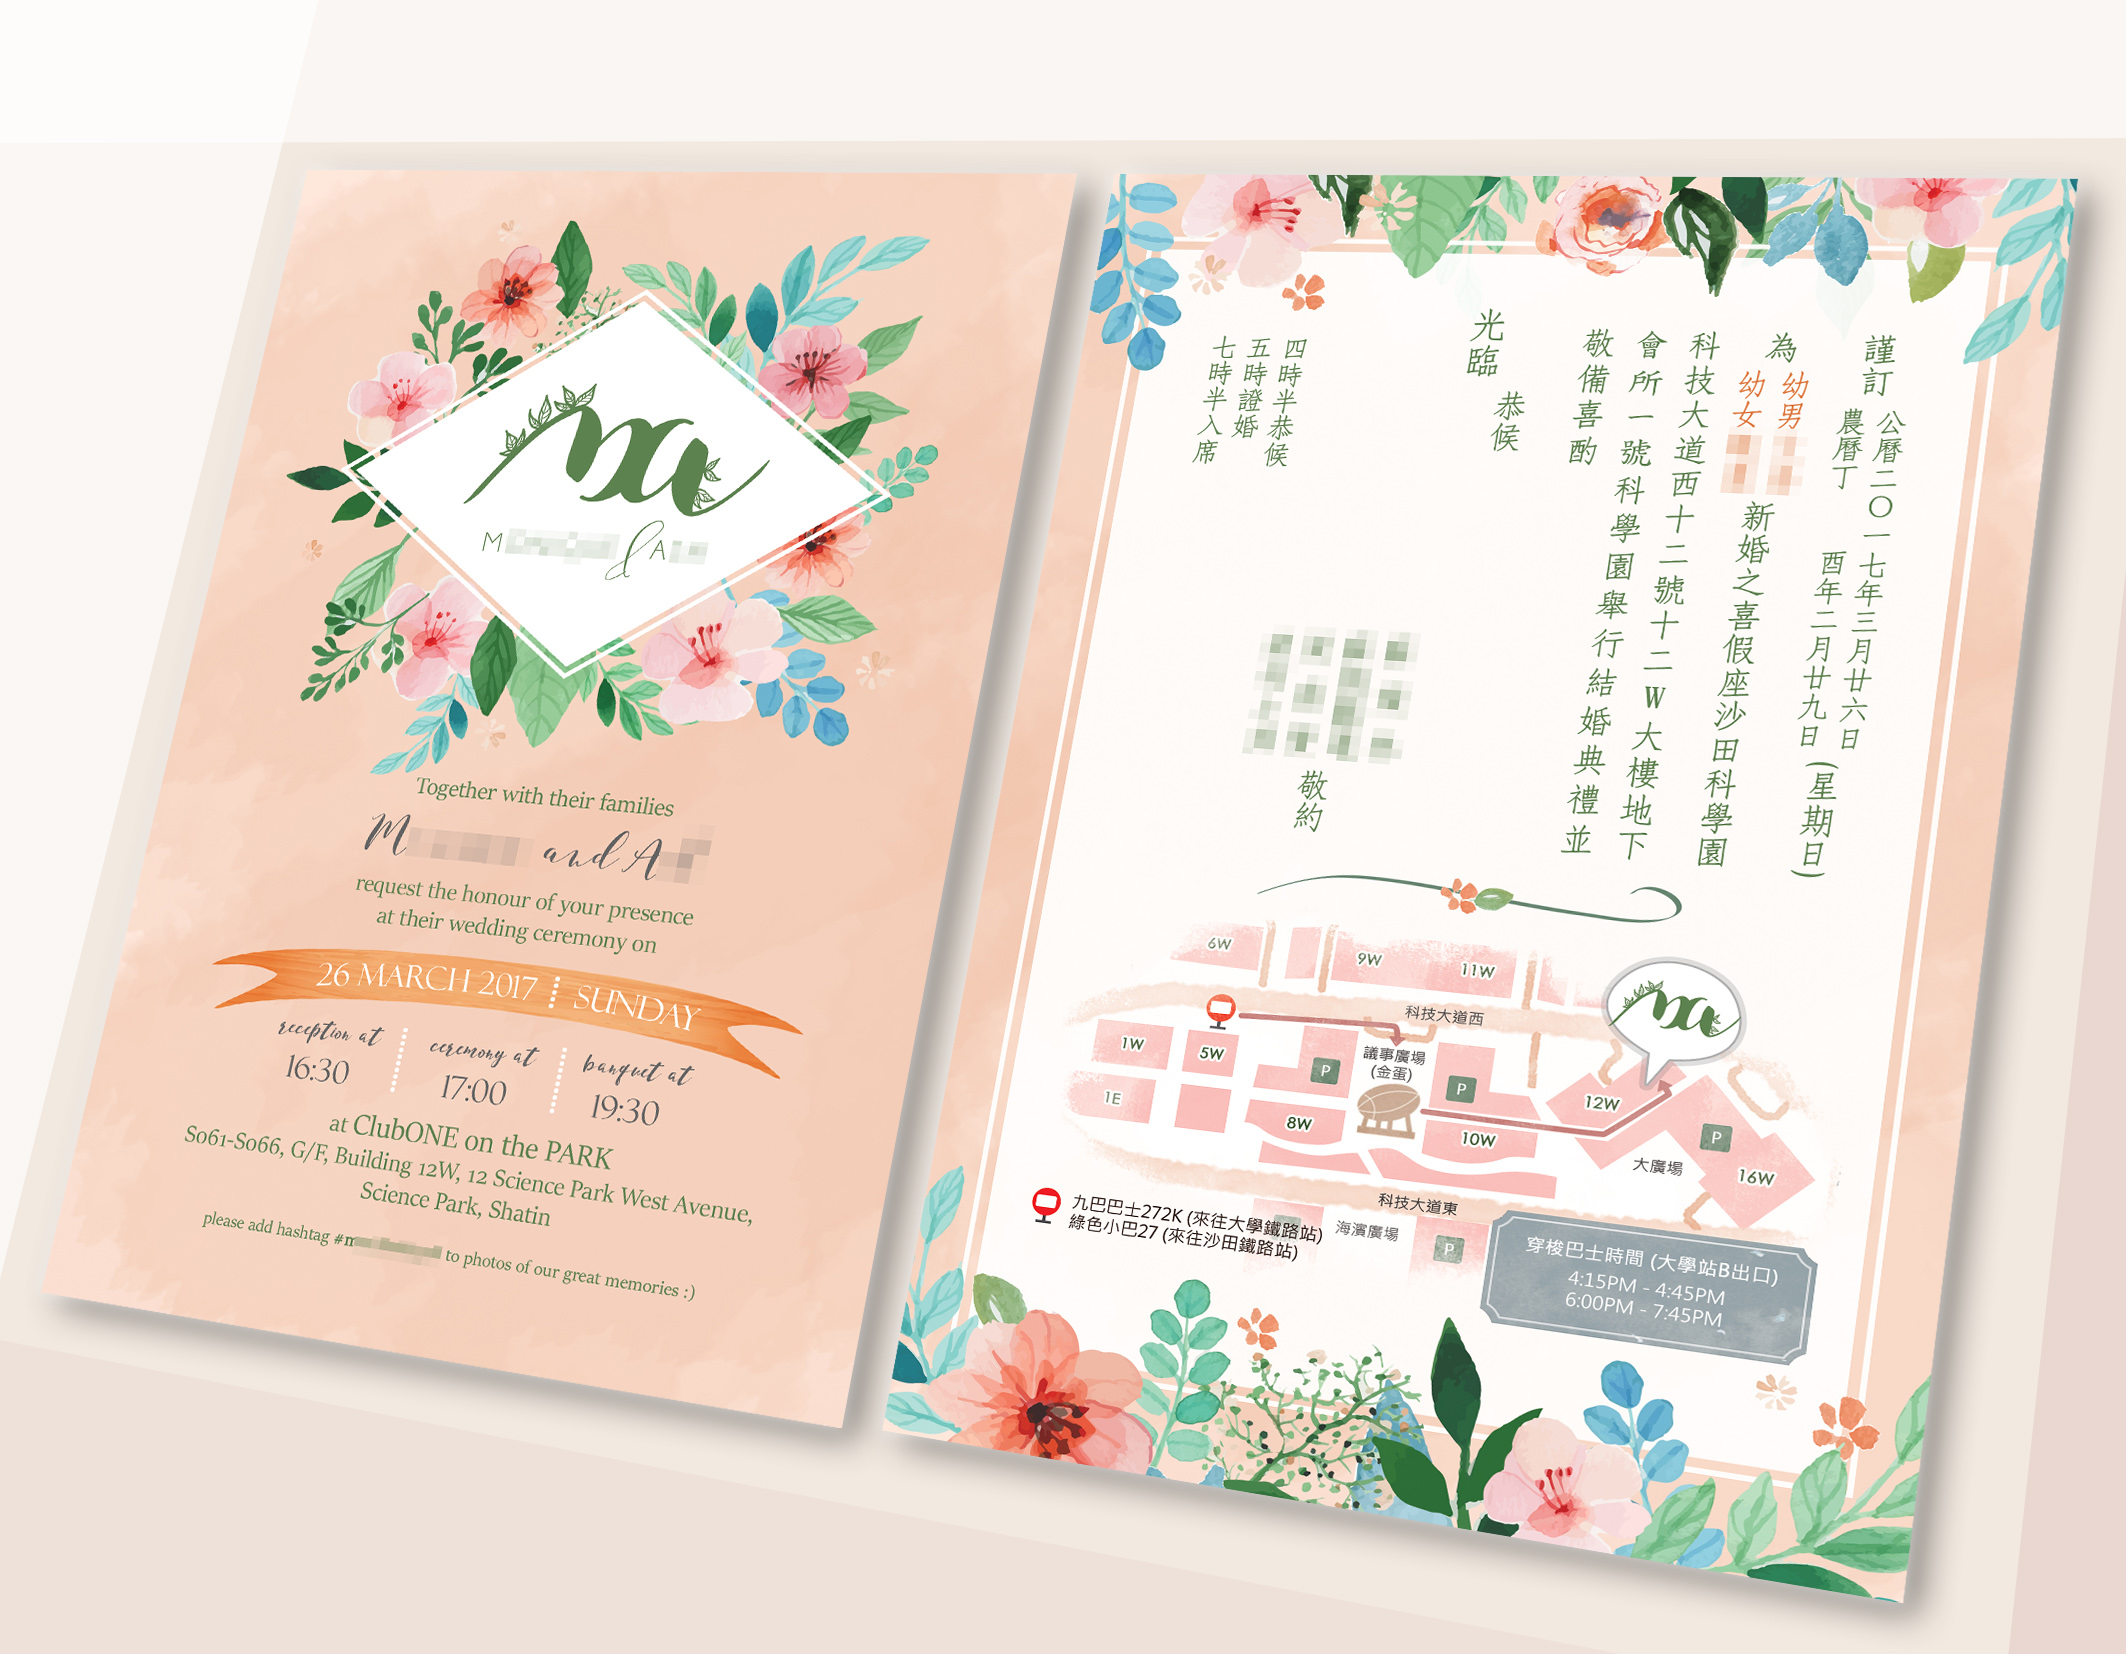 ma
M
d
A
Together with their families
M and A
request the honour of your presence
at their wedding ceremony on
26 MARCH 2017 SUNDAY
reception at
16:30
ceremony at
17:00
banquet at
19:30
at ClubONE on the PARK
S061-S066, G/F, Building 12W, 12 Science Park West Avenue,
Science Park, Shatin
please add hashtag #m to photos of our great memories :)
謹訂
公曆二〇一七年三月廿六日
農曆丁酉年二月廿九日
(星期日)
為
幼男
幼女
新婚之喜假座沙田科學園
科技大道西十二號十二W大樓地下
會所一號科學園舉行結婚典禮並
敬備喜酌
恭候
光臨
敬約
四時半恭候
五時證婚
七時半入席
6W
9W
11W
科技大道西
ma
1W
5W
P
議事廣場
(金蛋)
P
1E
8W
10W
12W
P
大廣場
16W
科技大道東
海濱廣場
P
九巴巴士272K (來往大學鐵路站)
綠色小巴27 (來往沙田鐵路站)
穿梭巴士時間 (大學站B出口)
4:15PM - 4:45PM
6:00PM - 7:45PM